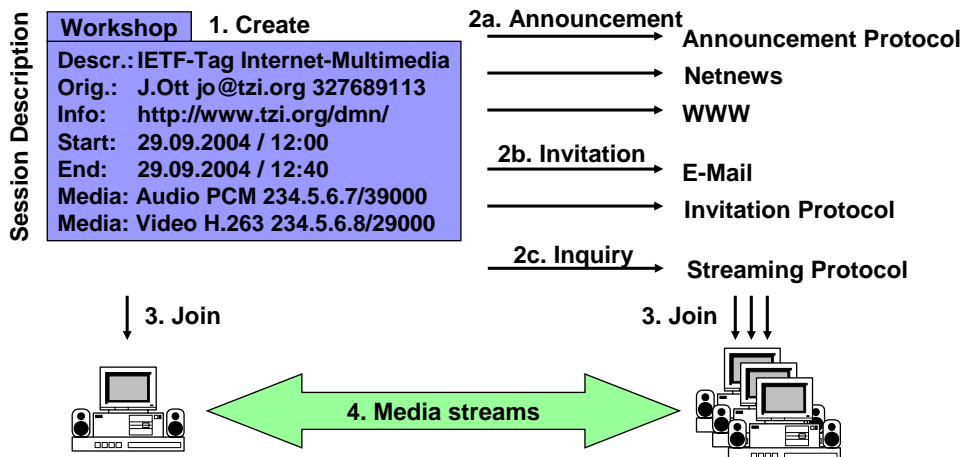 Session Description
Workshop
1. Create
Descr.: IETF-Tag Internet-Multimedia
Orig.: J.Ott jo@tzi.org 327689113
Info: http://www.tzi.org/dmn/
Start: 29.09.2004 / 12:00
End: 29.09.2004 / 12:40
Media: Audio PCM 234.5.6.7/39000
Media: Video H.263 234.5.6.8/29000
2a. Announcement
Announcement Protocol
Netnews
WWW
2b. Invitation
E-Mail
Invitation Protocol
2c. Inquiry
Streaming Protocol
3. Join
3. Join
4. Media streams